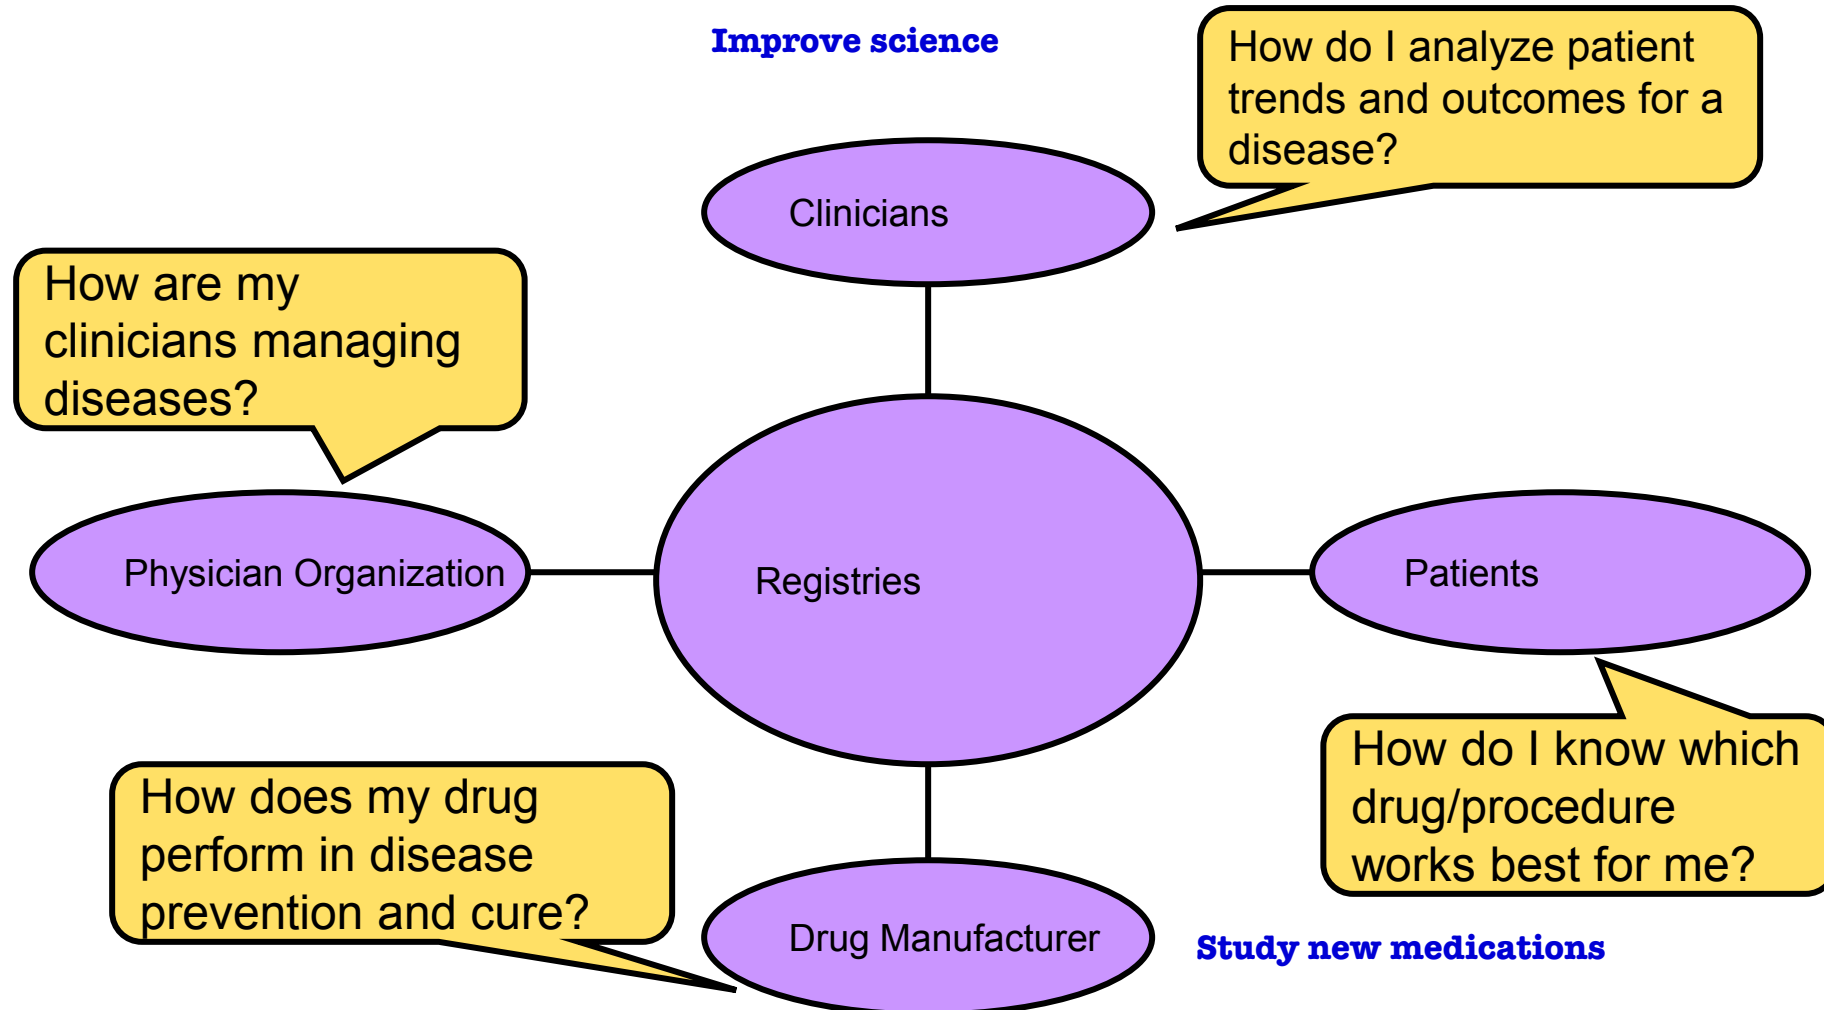 Improve science
How do I analyze patient
trends and outcomes for a
disease?
Clinicians
How are my
clinicians managing
diseases?
Physician Organization
Registries
Patients
How do I know which
drug/procedure
works best for me?
How does my drug
perform in disease
prevention and cure?
Drug Manufacturer
Study new medications